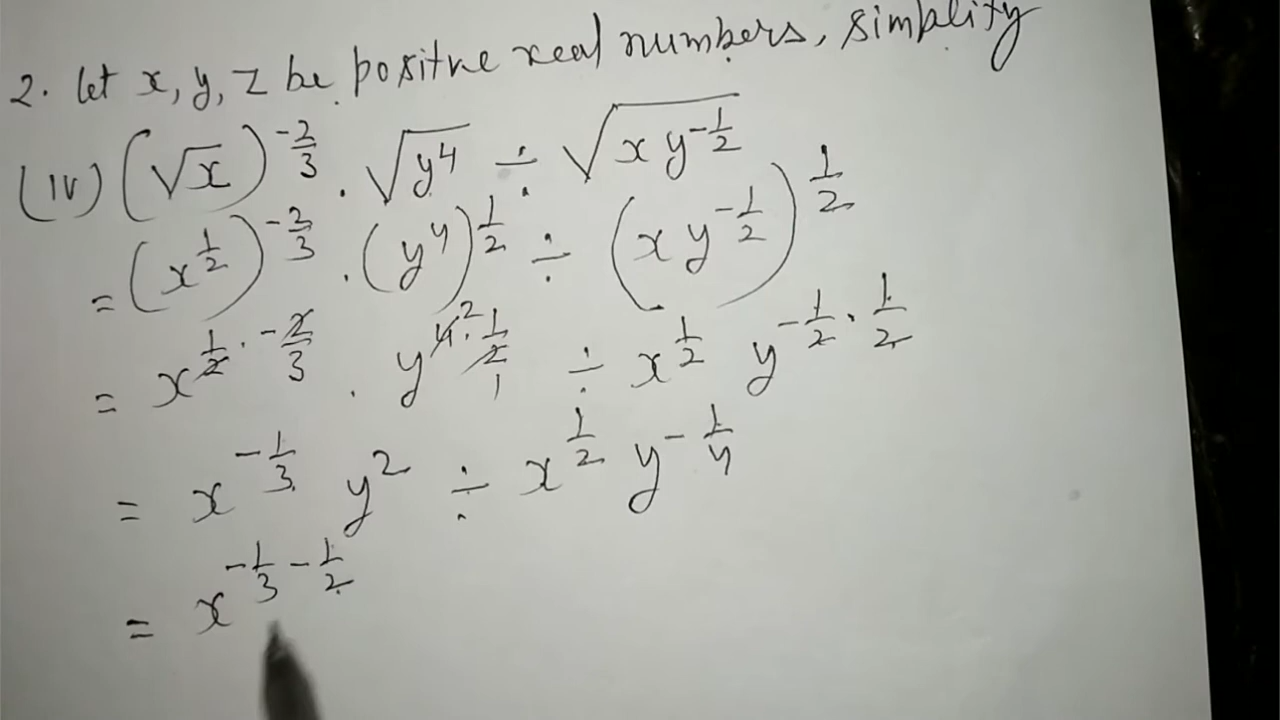 2. let x, y, z be positive real numbers, simplify
(iv) (√x)^(-2/3) . √(y^4) ÷ √(x y^(-1/2))
= (x^(1/2))^(-2/3) . (y^4)^(1/2) ÷ (x y^(-1/2))^(1/2)
= x^(1/2 . -2/3) . y^(4 . 1/2) 2 1 ÷ x^(1/2) y^(-1/2 . 1/2)
= x^(-1/3) y^2 ÷ x^(1/2) y^(-1/4)
= x^(-1/3 - 1/2)